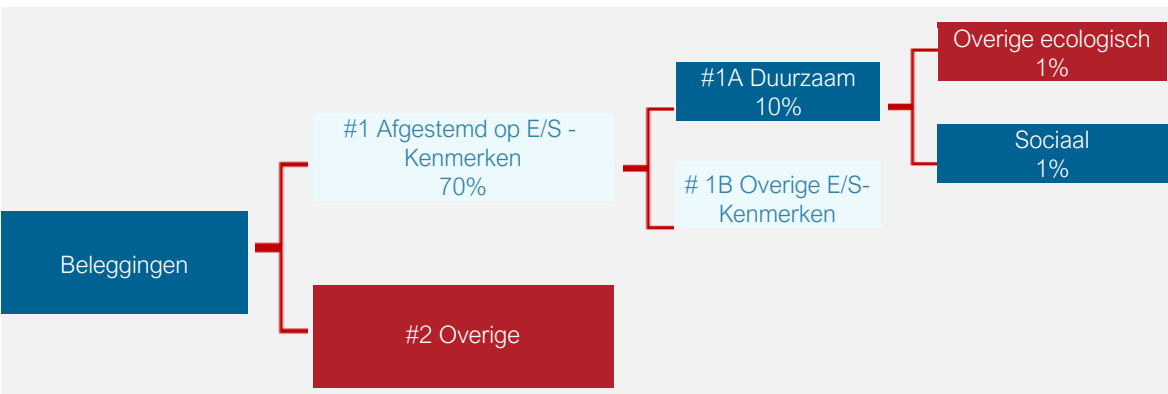 Beleggingen
#1 Afgestemd op E/S -
Kenmerken
70%
#2 Overige
#1A Duurzaam
10%
# 1B Overige E/S-
Kenmerken
Overige ecologisch
1%
Sociaal
1%